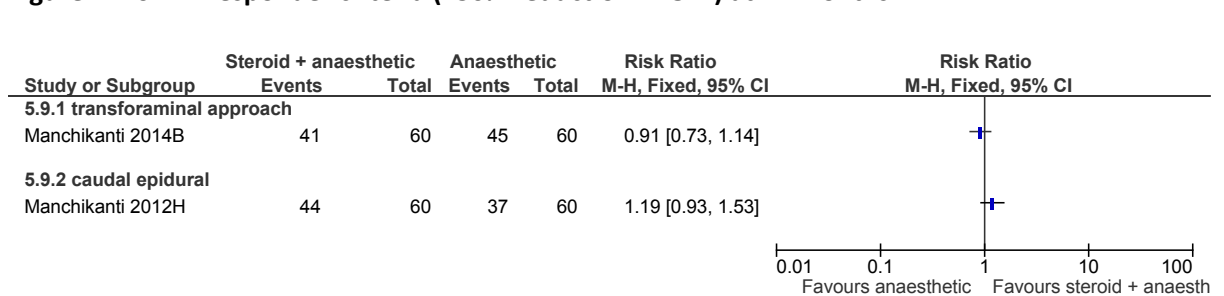 Steroid + anaesthetic Anaesthetic Risk Ratio Risk Ratio
Study or Subgroup Events Total Events Total M-H, Fixed, 95% CI M-H, Fixed, 95% CI
5.9.1 transforaminal approach
Manchikanti 2014B 41 60 45 60 0.91 [0.73, 1.14]
5.9.2 caudal epidural
Manchikanti 2012H 44 60 37 60 1.19 [0.93, 1.53]
0.01 0.1 1 10 100
Favours anaesthetic Favours steroid + anaesth